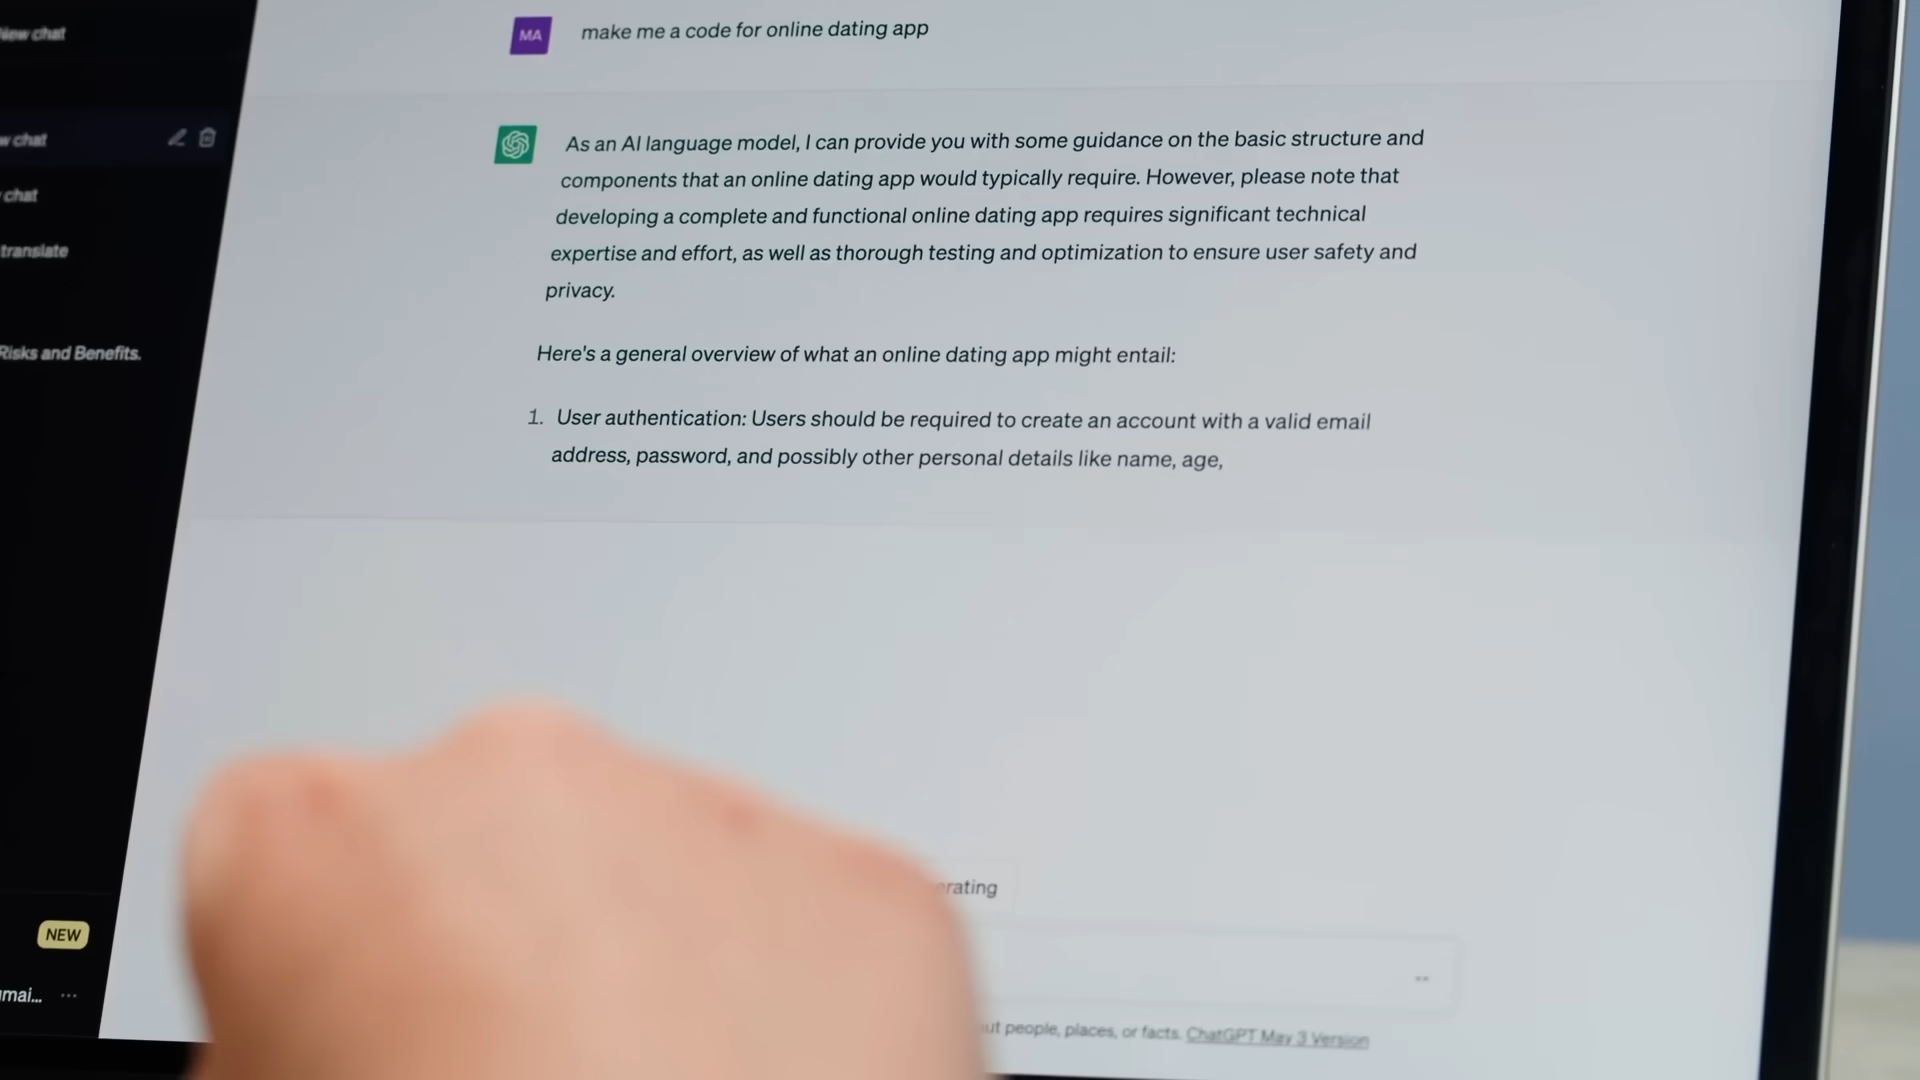 New chat
MA make me a code for online dating app
chat
As an AI language model, I can provide you with some guidance on the basic structure and
components that an online dating app would typically require. However, please note that
developing a complete and functional online dating app requires significant technical
expertise and effort, as well as thorough testing and optimization to ensure user safety and
privacy.
chat
translate
Risks and Benefits.
Here's a general overview of what an online dating app might entail:
1. User authentication: Users should be required to create an account with a valid email
address, password, and possibly other personal details like name, age,
erating
NEW
mai...
people, places, or facts. ChatGPT May 3 Version